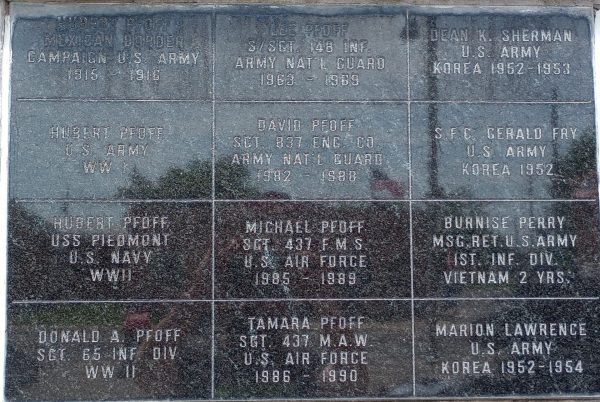 HUBERT PFOFF
MEXICAN BORDER
CAMPAIGN U.S. ARMY
1915 - 1916
HUBERT PFOFF
U.S. ARMY
WW I
HUBERT PFOFF
USS PIEDMONT
U.S. NAVY
WWII
DONALD A. PFOFF
SGT. 65 INF. DIV.
WW II
LEE PFOFF
S/SGT. 148 INF.
ARMY NAT'L GUARD
1963 - 1969
DAVID PFOFF
SGT. 837 ENG. CO.
ARMY NAT'L GUARD
1982 - 1988
MICHAEL PFOFF
SGT. 437 F.M.S.
U.S. AIR FORCE
1985 - 1989
TAMARA PFOFF
SGT. 437 M.A.W.
U.S. AIR FORCE
1986 - 1990
DEAN K. SHERMAN
U.S. ARMY
KOREA 1952-1953
S.F.C. GERALD FRY
U.S. ARMY
KOREA 1952
BURNISE PERRY
MSG.RET.U.S.ARMY
1ST. INF. DIV.
VIETNAM 2 YRS.
MARION LAWRENCE
U.S. ARMY
KOREA 1952-1954